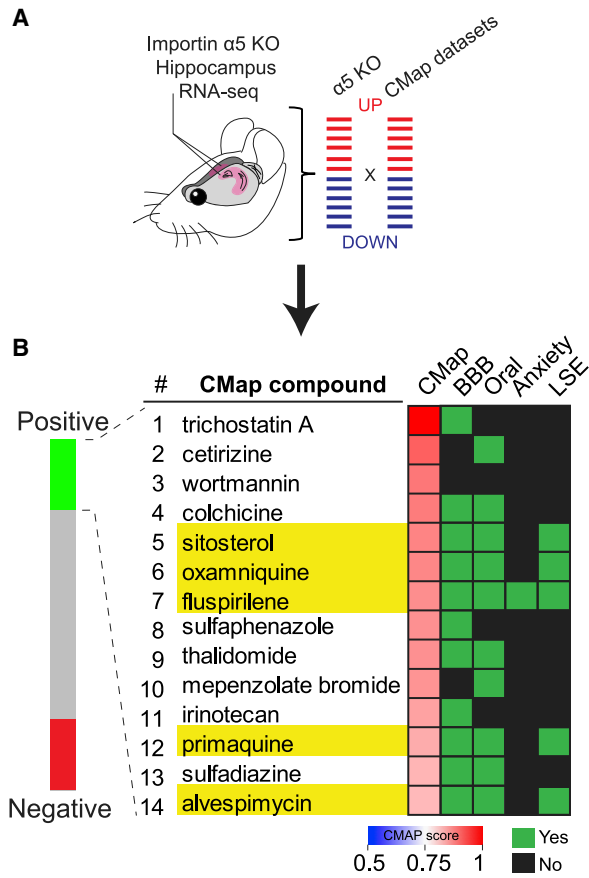 A
Importin α5 KO
Hippocampus
RNA-seq
α5 KO
CMap datasets
UP
X
DOWN
B
# CMap compound
CMap BBB Oral Anxiety LSE
Positive
1 trichostatin A
2 cetirizine
3 wortmannin
4 colchicine
5 sitosterol
6 oxamniquine
7 fluspirilene
8 sulfaphenazole
9 thalidomide
10 mepenzolate bromide
11 irinotecan
12 primaquine
13 sulfadiazine
14 alvespimycin
Negative
CMAP score
0.5 0.75 1
Yes
No